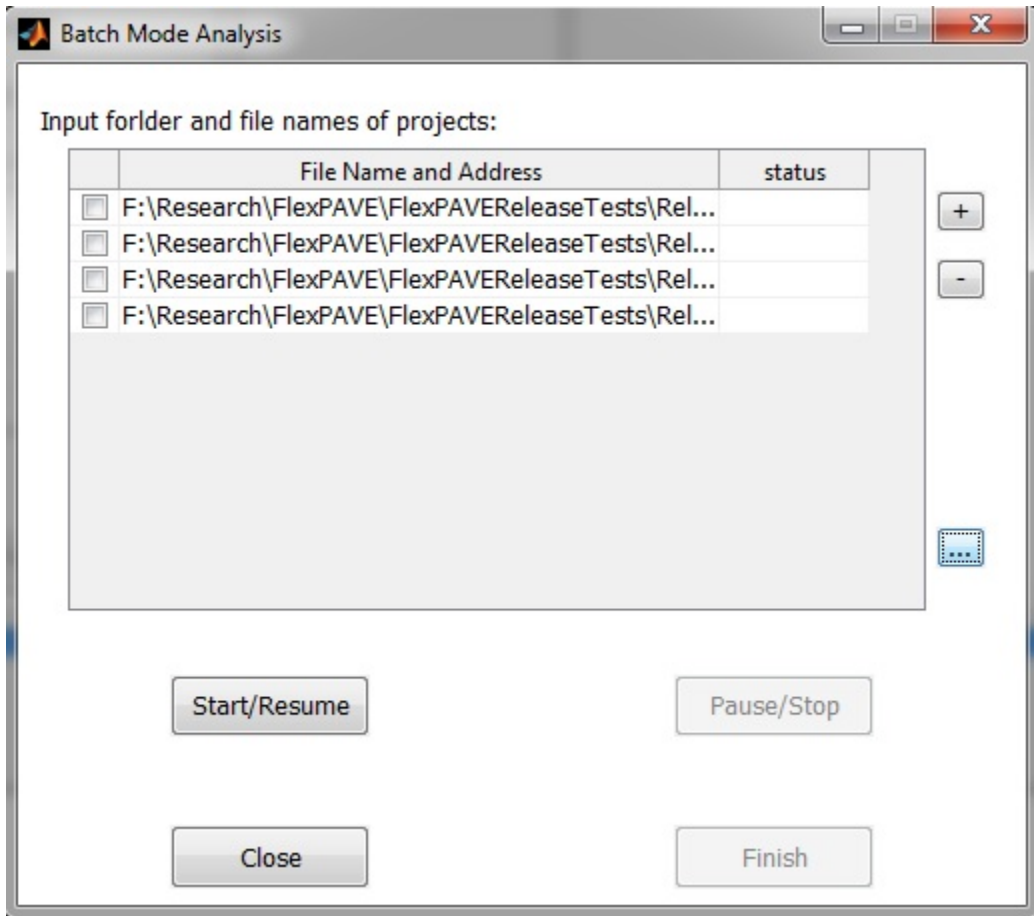 Batch Mode Analysis
Input forlder and file names of projects:
File Name and Address status
F:\Research\FlexPAVE\FlexPAVEReleaseTests\Rel...
F:\Research\FlexPAVE\FlexPAVEReleaseTests\Rel...
F:\Research\FlexPAVE\FlexPAVEReleaseTests\Rel...
F:\Research\FlexPAVE\FlexPAVEReleaseTests\Rel...
+
-
...
Start/Resume Pause/Stop
Close Finish